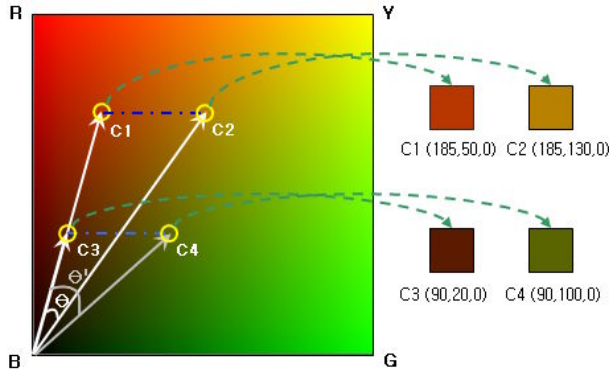 R
Y
C1
C2
C1 (185,50,0)
C2 (185,130,0)
C3
C4
θ'
θ
C3 (90,20,0)
C4 (90,100,0)
B
G